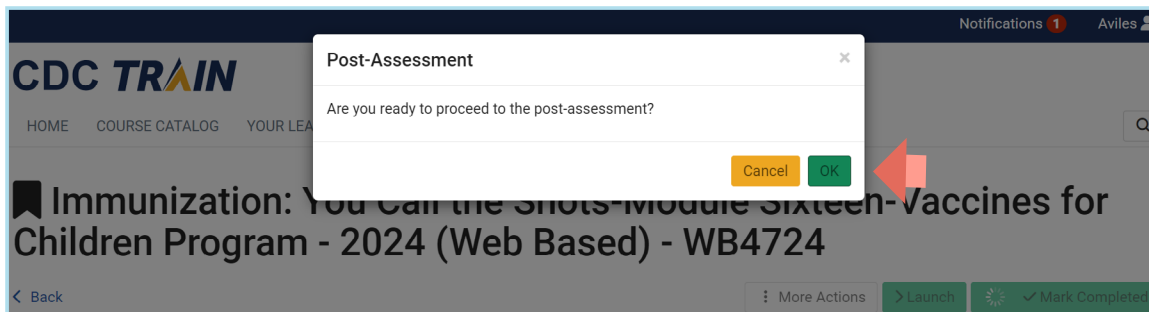 Notifications 1 Aviles
Post-Assessment ×
CDC TRAIN
Are you ready to proceed to the post-assessment?
HOME COURSE CATALOG YOUR LEA
Cancel OK
Immunization: You Call the Shots-Module Sixteen-Vaccines for
Children Program - 2024 (Web Based) - WB4724
Back More Actions Launch Mark Completed